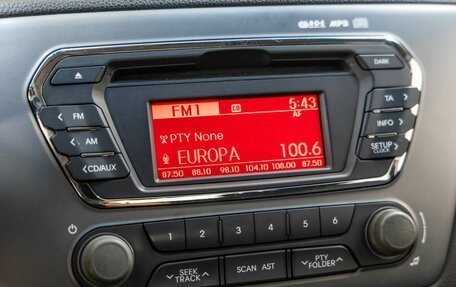 RDS MP3
DARK
FM1 5:43
AF
PTY None
EUROPA 100.6
87.50 88.10 98.10 104.10 108.00 87.50
FM
AM
CD/AUX
TA
INFO
SETUP
CLOCK
1 2 3 4 5 6
SEEK
TRACK
SCAN AST
PTY
FOLDER